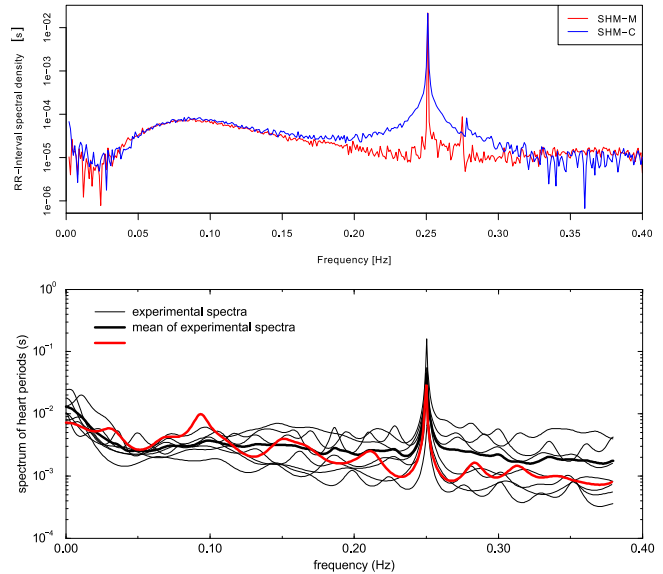 SHM-M
SHM-C
RR-Interval spectral density [s]
1e-02
1e-03
1e-04
1e-05
1e-06
0.00 0.05 0.10 0.15 0.20 0.25 0.30 0.35 0.40
Frequency [Hz]
experimental spectra
mean of experimental spectra
spectrum of heart periods (s)
10^0
10^-1
10^-2
10^-3
10^-4
0.00 0.10 0.20 0.30 0.40
frequency (Hz)